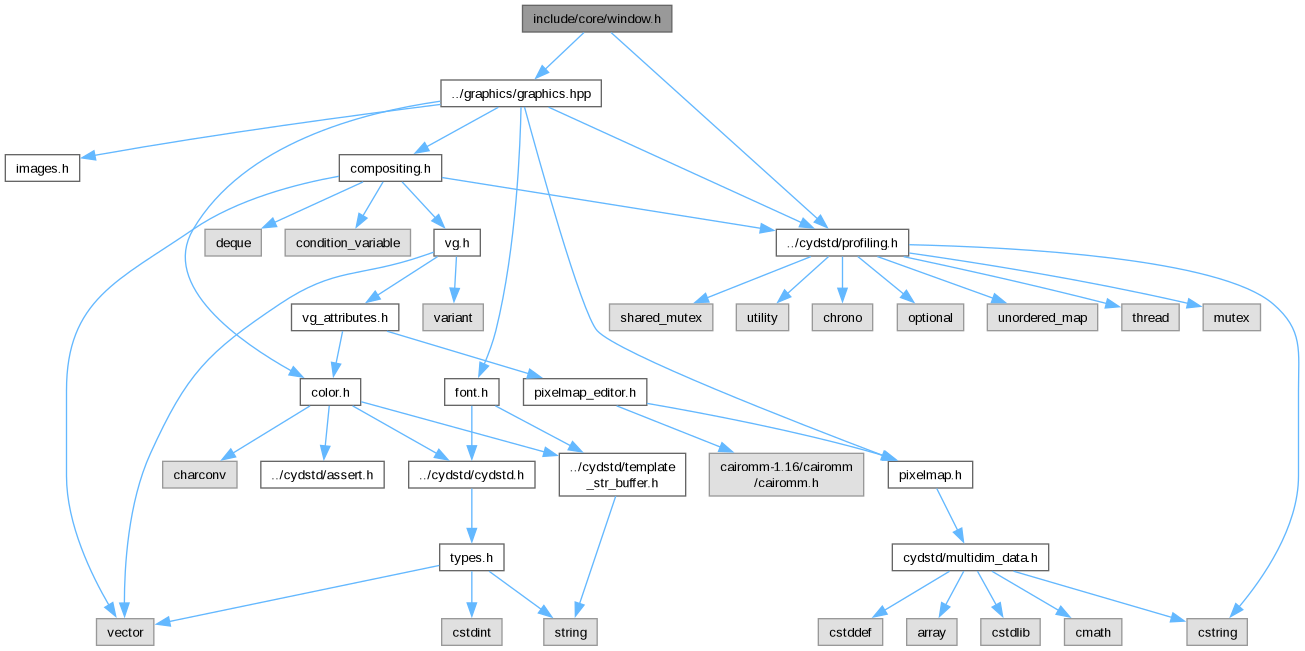 include/core/window.h
../graphics/graphics.hpp
images.h
compositing.h
deque
condition_variable
vg.h
../cydstd/profiling.h
vg_attributes.h
variant
shared_mutex
utility
chrono
optional
unordered_map
thread
mutex
color.h
font.h
pixelmap_editor.h
charconv
../cydstd/assert.h
../cydstd/cydstd.h
../cydstd/template
_str_buffer.h
cairomm-1.16/cairomm
/cairomm.h
pixelmap.h
types.h
cydstd/multidim_data.h
vector
cstdint
string
cstddef
array
cstdlib
cmath
cstring